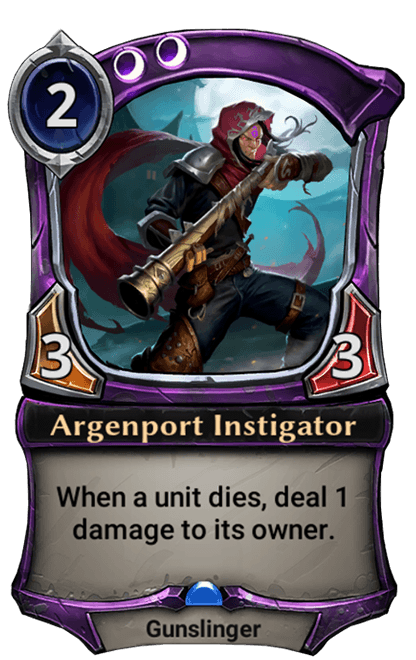 2
3
3
Argenport Instigator
When a unit dies, deal 1
damage to its owner.
Gunslinger